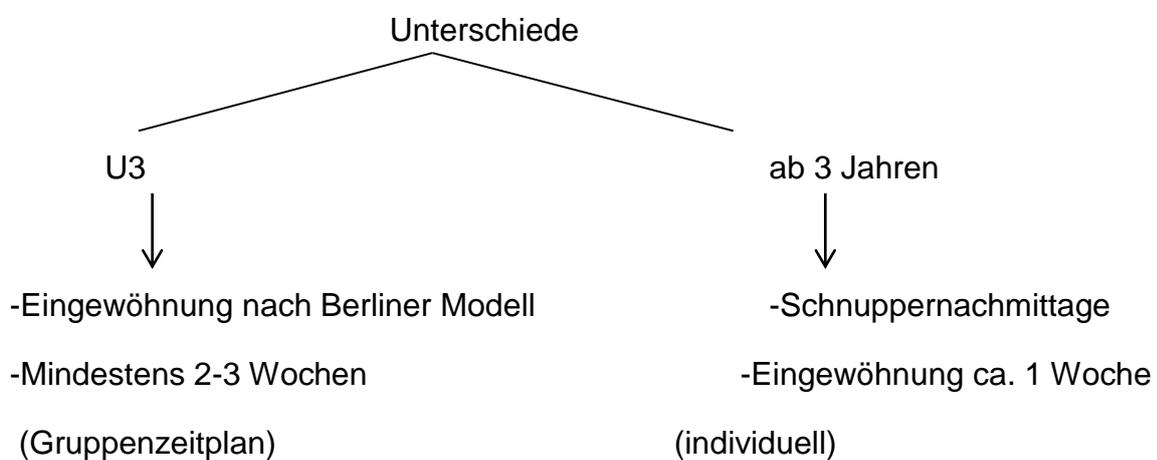 Unterschiede
U3
ab 3 Jahren
-Eingewöhnung nach Berliner Modell
-Schnuppernachmittage
-Mindestens 2-3 Wochen
-Eingewöhnung ca. 1 Woche
(Gruppenzeitplan)
(individuell)